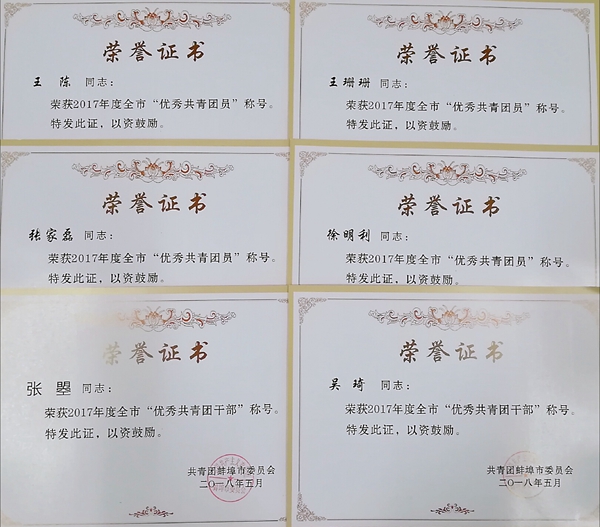 荣誉证书
王 陈 同志：
荣获2017年度全市“优秀共青团员”称号。
特发此证，以资鼓励。
荣誉证书
王珊珊 同志：
荣获2017年度全市“优秀共青团员”称号。
特发此证，以资鼓励。
荣誉证书
张家磊 同志：
荣获2017年度全市“优秀共青团员”称号。
特发此证，以资鼓励。
荣誉证书
徐明利 同志：
荣获2017年度全市“优秀共青团员”称号。
特发此证，以资鼓励。
荣誉证书
张 曌 同志：
荣获2017年度全市“优秀共青团干部”称号。
特发此证，以资鼓励。
共青团蚌埠市委员会
二〇一八年五月
荣誉证书
吴 琦 同志：
荣获2017年度全市“优秀共青团干部”称号。
特发此证，以资鼓励。
共青团蚌埠市委员会
二〇一八年五月